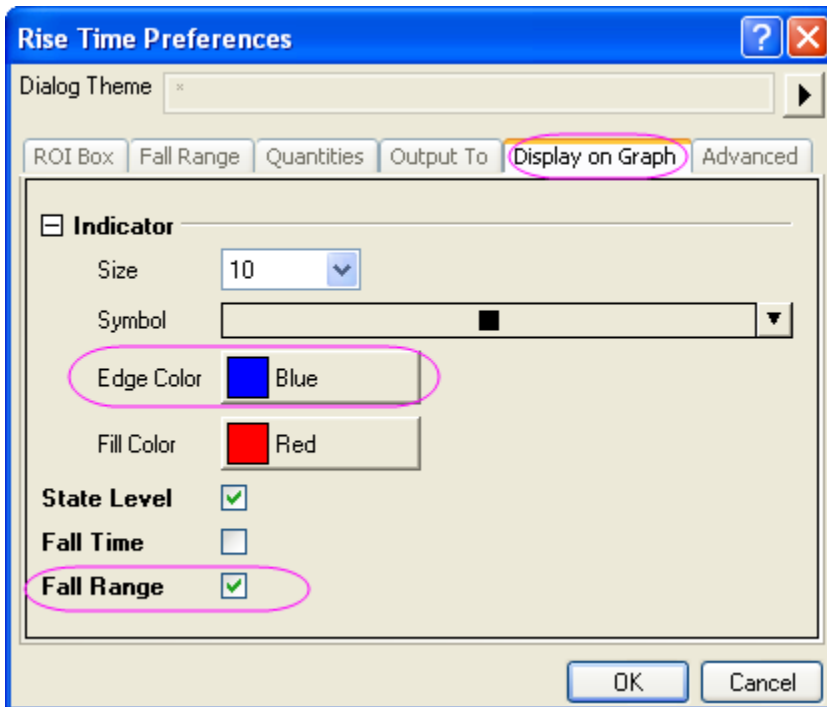 Rise Time Preferences
Dialog Theme *
ROI Box Fall Range Quantities Output To Display on Graph Advanced
Indicator
Size 10
Symbol
Edge Color Blue
Fill Color Red
State Level
Fall Time
Fall Range
OK Cancel